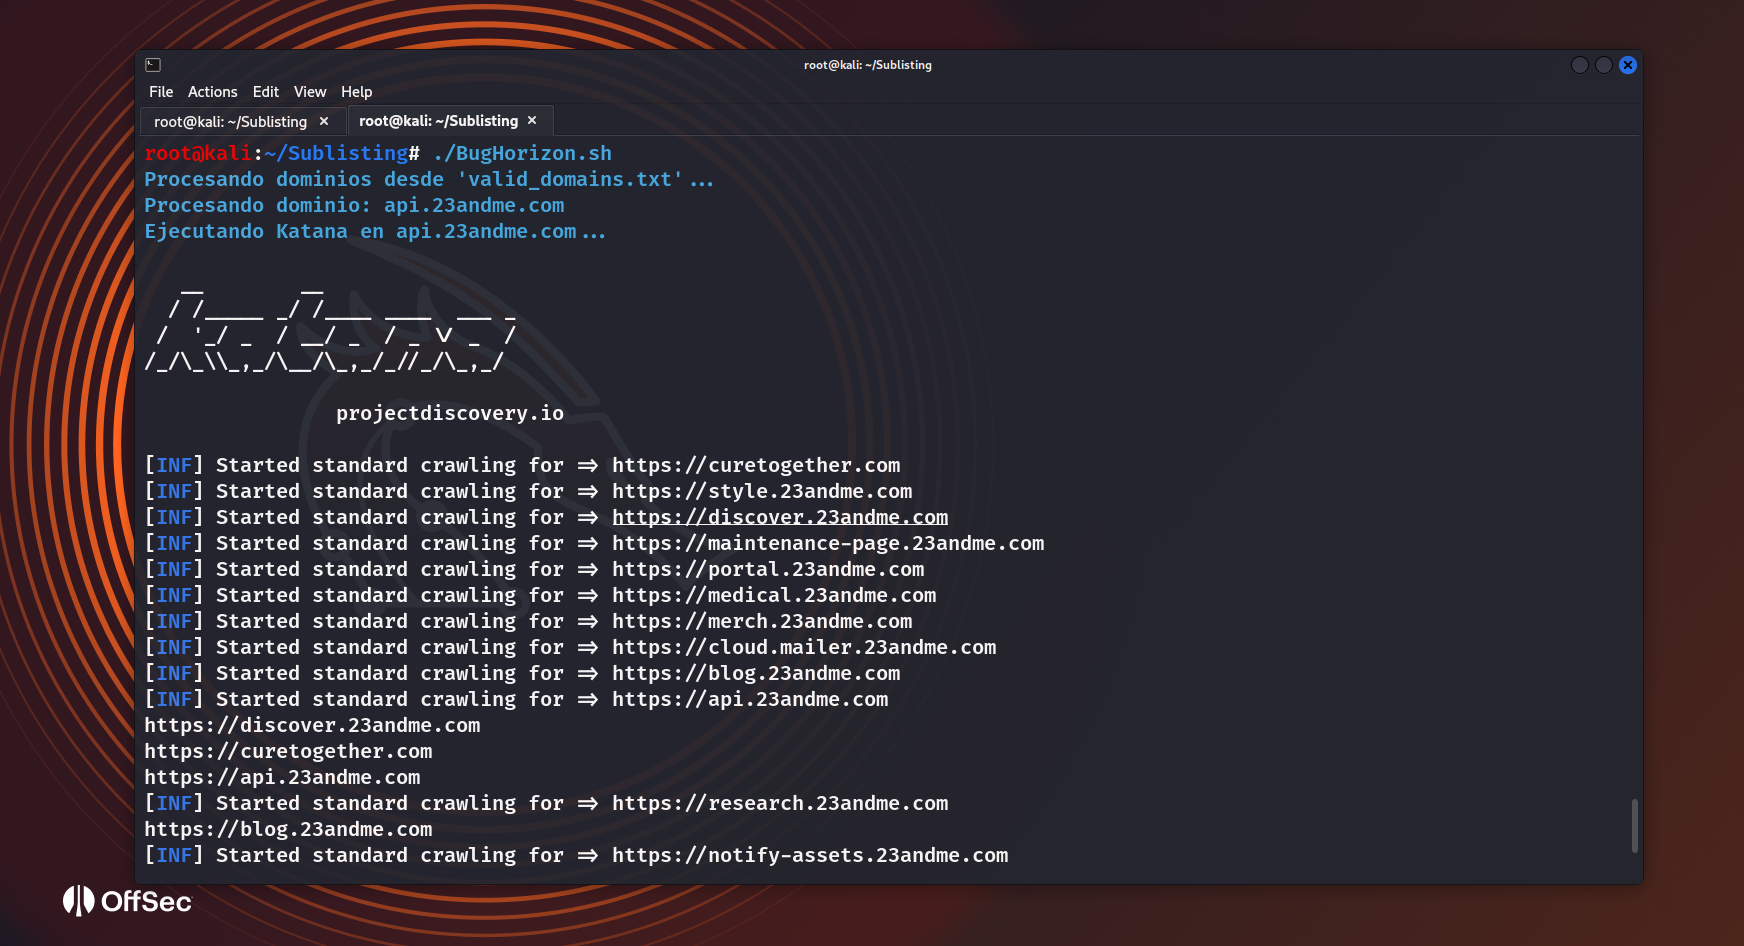 root@kali: ~/Sublisting
File Actions Edit View Help
root@kali: ~/Sublisting × root@kali: ~/Sublisting ×
root@kali:~/Sublisting# ./BugHorizon.sh
Procesando dominios desde 'valid_domains.txt'...
Procesando dominio: api.23andme.com
Ejecutando Katana en api.23andme.com...
   __        __
  / /_____ _/ /____ ____  ___ _
 /  '_/ _  / __/ _  / _ \/ _  /
/_/\_\\_,_/\__/\_,_/_//_/\_,_/
projectdiscovery.io
[INF] Started standard crawling for => https://curetogether.com
[INF] Started standard crawling for => https://style.23andme.com
[INF] Started standard crawling for => https://discover.23andme.com
[INF] Started standard crawling for => https://maintenance-page.23andme.com
[INF] Started standard crawling for => https://portal.23andme.com
[INF] Started standard crawling for => https://medical.23andme.com
[INF] Started standard crawling for => https://merch.23andme.com
[INF] Started standard crawling for => https://cloud.mailer.23andme.com
[INF] Started standard crawling for => https://blog.23andme.com
[INF] Started standard crawling for => https://api.23andme.com
https://discover.23andme.com
https://curetogether.com
https://api.23andme.com
[INF] Started standard crawling for => https://research.23andme.com
https://blog.23andme.com
[INF] Started standard crawling for => https://notify-assets.23andme.com
OffSec